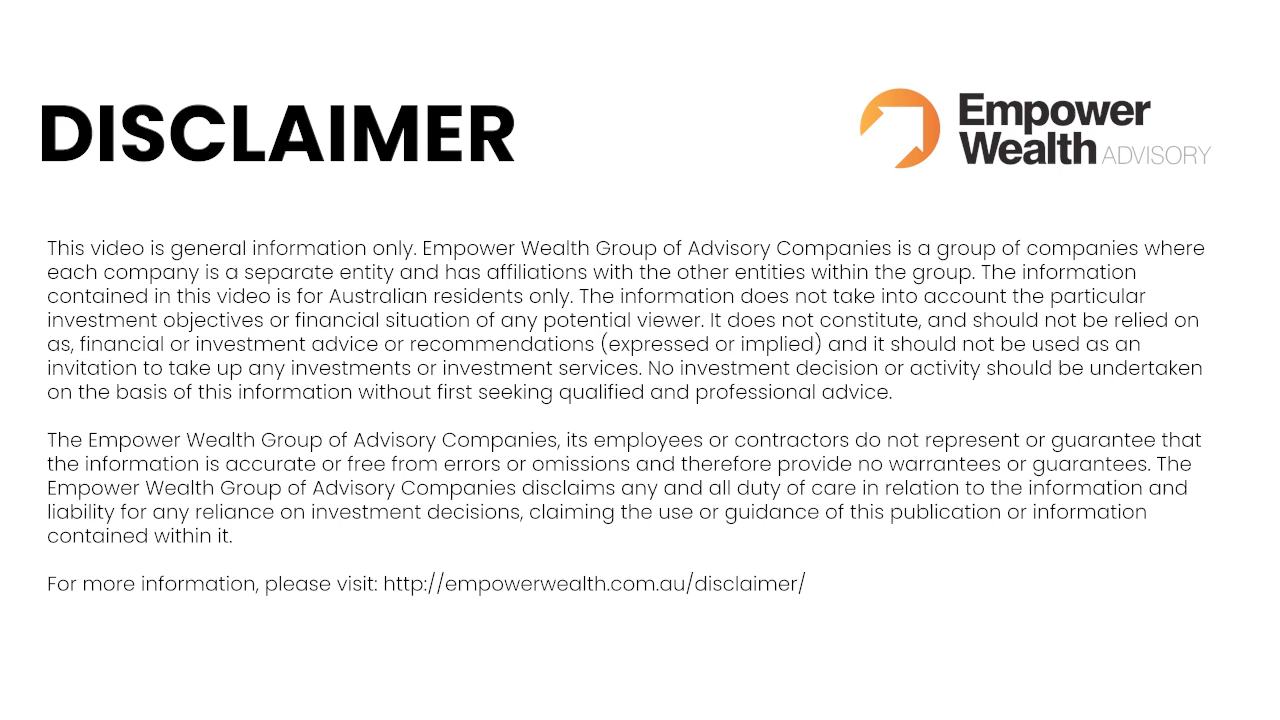 DISCLAIMER
Empower
Wealth ADVISORY
This video is general information only. Empower Wealth Group of Advisory Companies is a group of companies where
each company is a separate entity and has affiliations with the other entities within the group. The information
contained in this video is for Australian residents only. The information does not take into account the particular
investment objectives or financial situation of any potential viewer. It does not constitute, and should not be relied on
as, financial or investment advice or recommendations (expressed or implied) and it should not be used as an
invitation to take up any investments or investment services. No investment decision or activity should be undertaken
on the basis of this information without first seeking qualified and professional advice.
The Empower Wealth Group of Advisory Companies, its employees or contractors do not represent or guarantee that
the information is accurate or free from errors or omissions and therefore provide no warrantees or guarantees. The
Empower Wealth Group of Advisory Companies disclaims any and all duty of care in relation to the information and
liability for any reliance on investment decisions, claiming the use or guidance of this publication or information
contained within it.
For more information, please visit: http://empowerwealth.com.au/disclaimer/